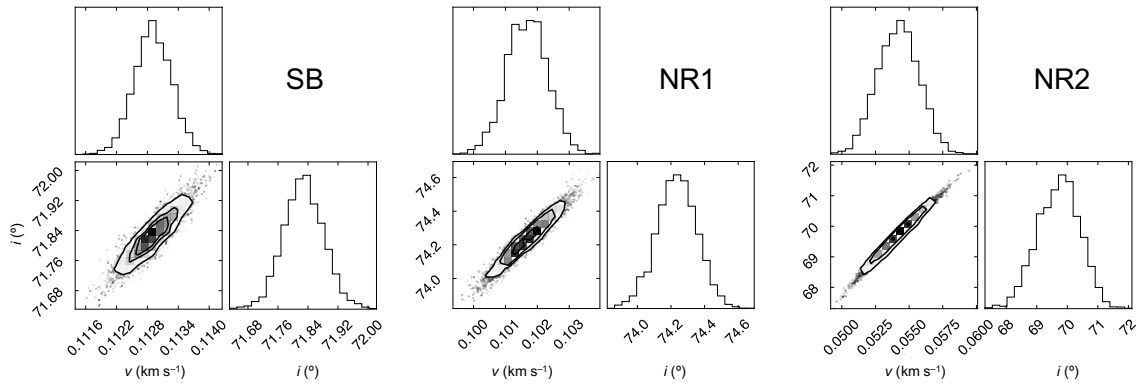 SB
NR1
NR2
i (º)
72.00
71.92
71.84
71.76
71.68
74.6
74.4
74.2
74.0
72
71
70
69
68
0.1116 0.1122 0.1128 0.1134 0.1140
71.68 71.76 71.84 71.92 72.00
0.100 0.101 0.102 0.103
74.0 74.2 74.4 74.6
0.0500 0.0525 0.0550 0.0575 0.0600
68 69 70 71 72
v (km s⁻¹) i (º) v (km s⁻¹) i (º) v (km s⁻¹) i (º)